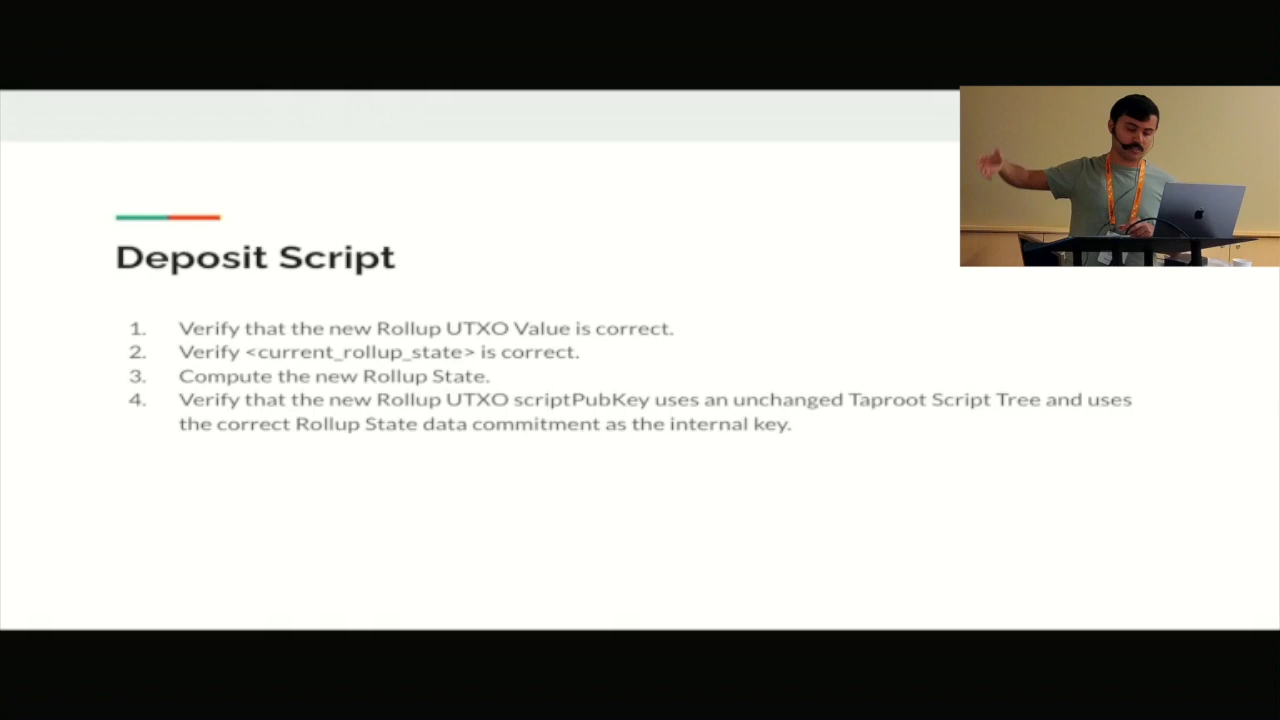 Deposit Script
1. Verify that the new Rollup UTXO Value is correct.
2. Verify <current_rollup_state> is correct.
3. Compute the new Rollup State.
4. Verify that the new Rollup UTXO scriptPubKey uses an unchanged Taproot Script Tree and uses
the correct Rollup State data commitment as the internal key.